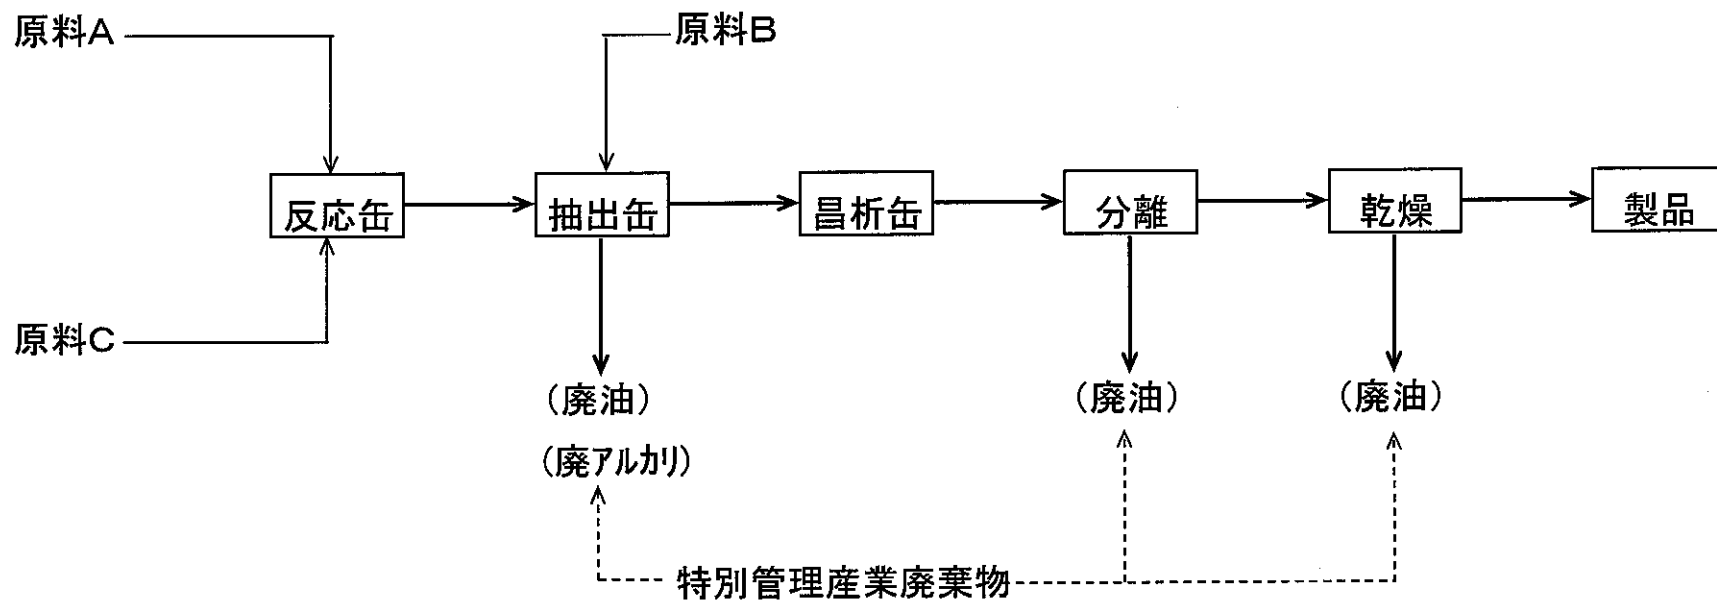 原料A
原料B
反応缶
抽出缶
昌析缶
分離
乾燥
製品
原料C
(廃油)
(廃油)
(廃油)
(廃アルカリ)
特別管理産業廃棄物